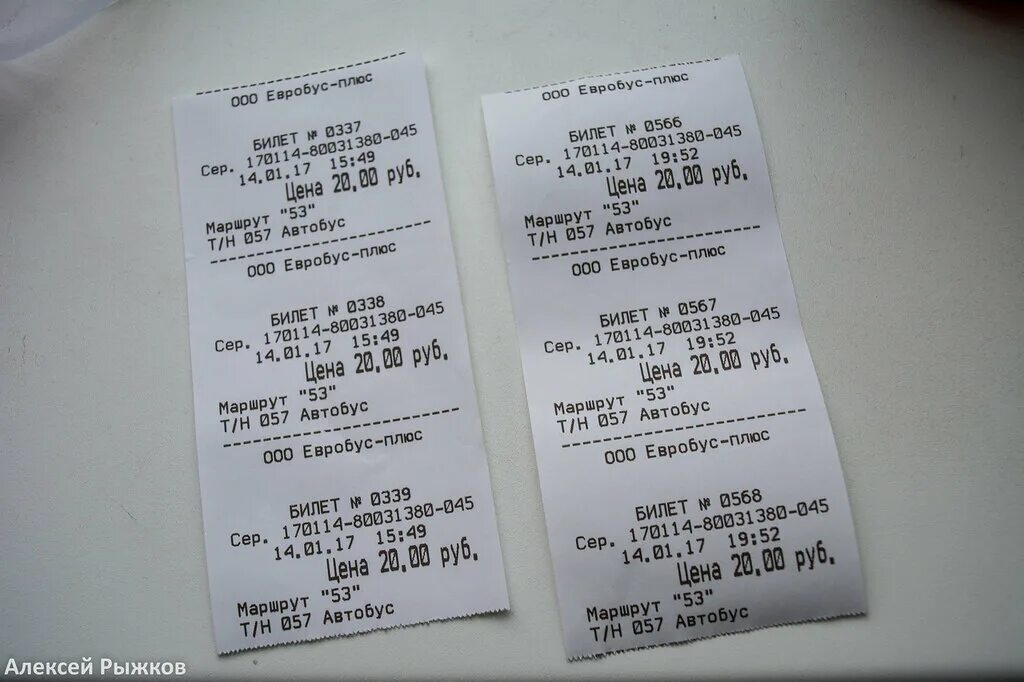 ООО Евробус-плюс
БИЛЕТ № 0337
Сер. 170114-80031380-045
14.01.17 15:49
Цена 20,00 руб.
Маршрут "53"
Т/Н 057 Автобус
ООО Евробус-плюс
БИЛЕТ № 0338
Сер. 170114-80031380-045
14.01.17 15:49
Цена 20,00 руб.
Маршрут "53"
Т/Н 057 Автобус
ООО Евробус-плюс
БИЛЕТ № 0339
Сер. 170114-80031380-045
14.01.17 15:49
Цена 20,00 руб.
Маршрут "53"
Т/Н 057 Автобус
ООО Евробус-плюс
БИЛЕТ № 0566
Сер. 170114-80031380-045
14.01.17 19:52
Цена 20,00 руб.
Маршрут "53"
Т/Н 057 Автобус
ООО Евробус-плюс
БИЛЕТ № 0567
Сер. 170114-80031380-045
14.01.17 19:52
Цена 20,00 руб.
Маршрут "53"
Т/Н 057 Автобус
ООО Евробус-плюс
БИЛЕТ № 0568
Сер. 170114-80031380-045
14.01.17 19:52
Цена 20,00 руб.
Маршрут "53"
Т/Н 057 Автобус
Алексей Рыжков